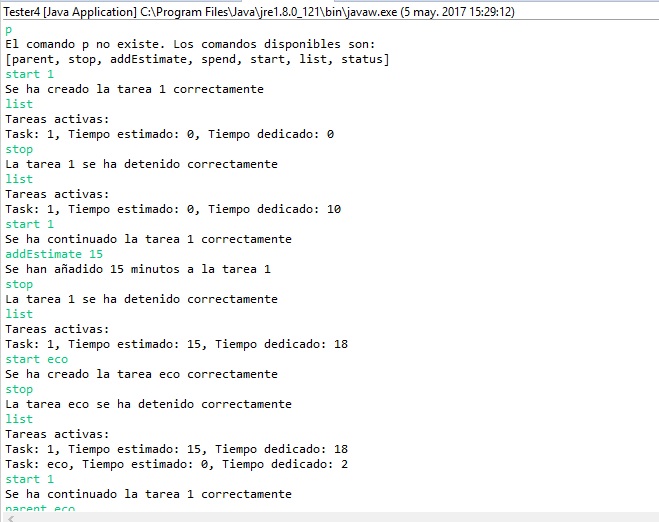 Tester4 [Java Application] C:\Program Files\Java\jre1.8.0_121\bin\javaw.exe (5 may. 2017 15:29:12)
p
El comando p no existe. Los comandos disponibles son:
[parent, stop, addEstimate, spend, start, list, status]
start 1
Se ha creado la tarea 1 correctamente
list
Tareas activas:
Task: 1, Tiempo estimado: 0, Tiempo dedicado: 0
stop
La tarea 1 se ha detenido correctamente
list
Tareas activas:
Task: 1, Tiempo estimado: 0, Tiempo dedicado: 10
start 1
Se ha continuado la tarea 1 correctamente
addEstimate 15
Se han añadido 15 minutos a la tarea 1
stop
La tarea 1 se ha detenido correctamente
list
Tareas activas:
Task: 1, Tiempo estimado: 15, Tiempo dedicado: 18
start eco
Se ha creado la tarea eco correctamente
stop
La tarea eco se ha detenido correctamente
list
Tareas activas:
Task: 1, Tiempo estimado: 15, Tiempo dedicado: 18
Task: eco, Tiempo estimado: 0, Tiempo dedicado: 2
start 1
Se ha continuado la tarea 1 correctamente
parent eco